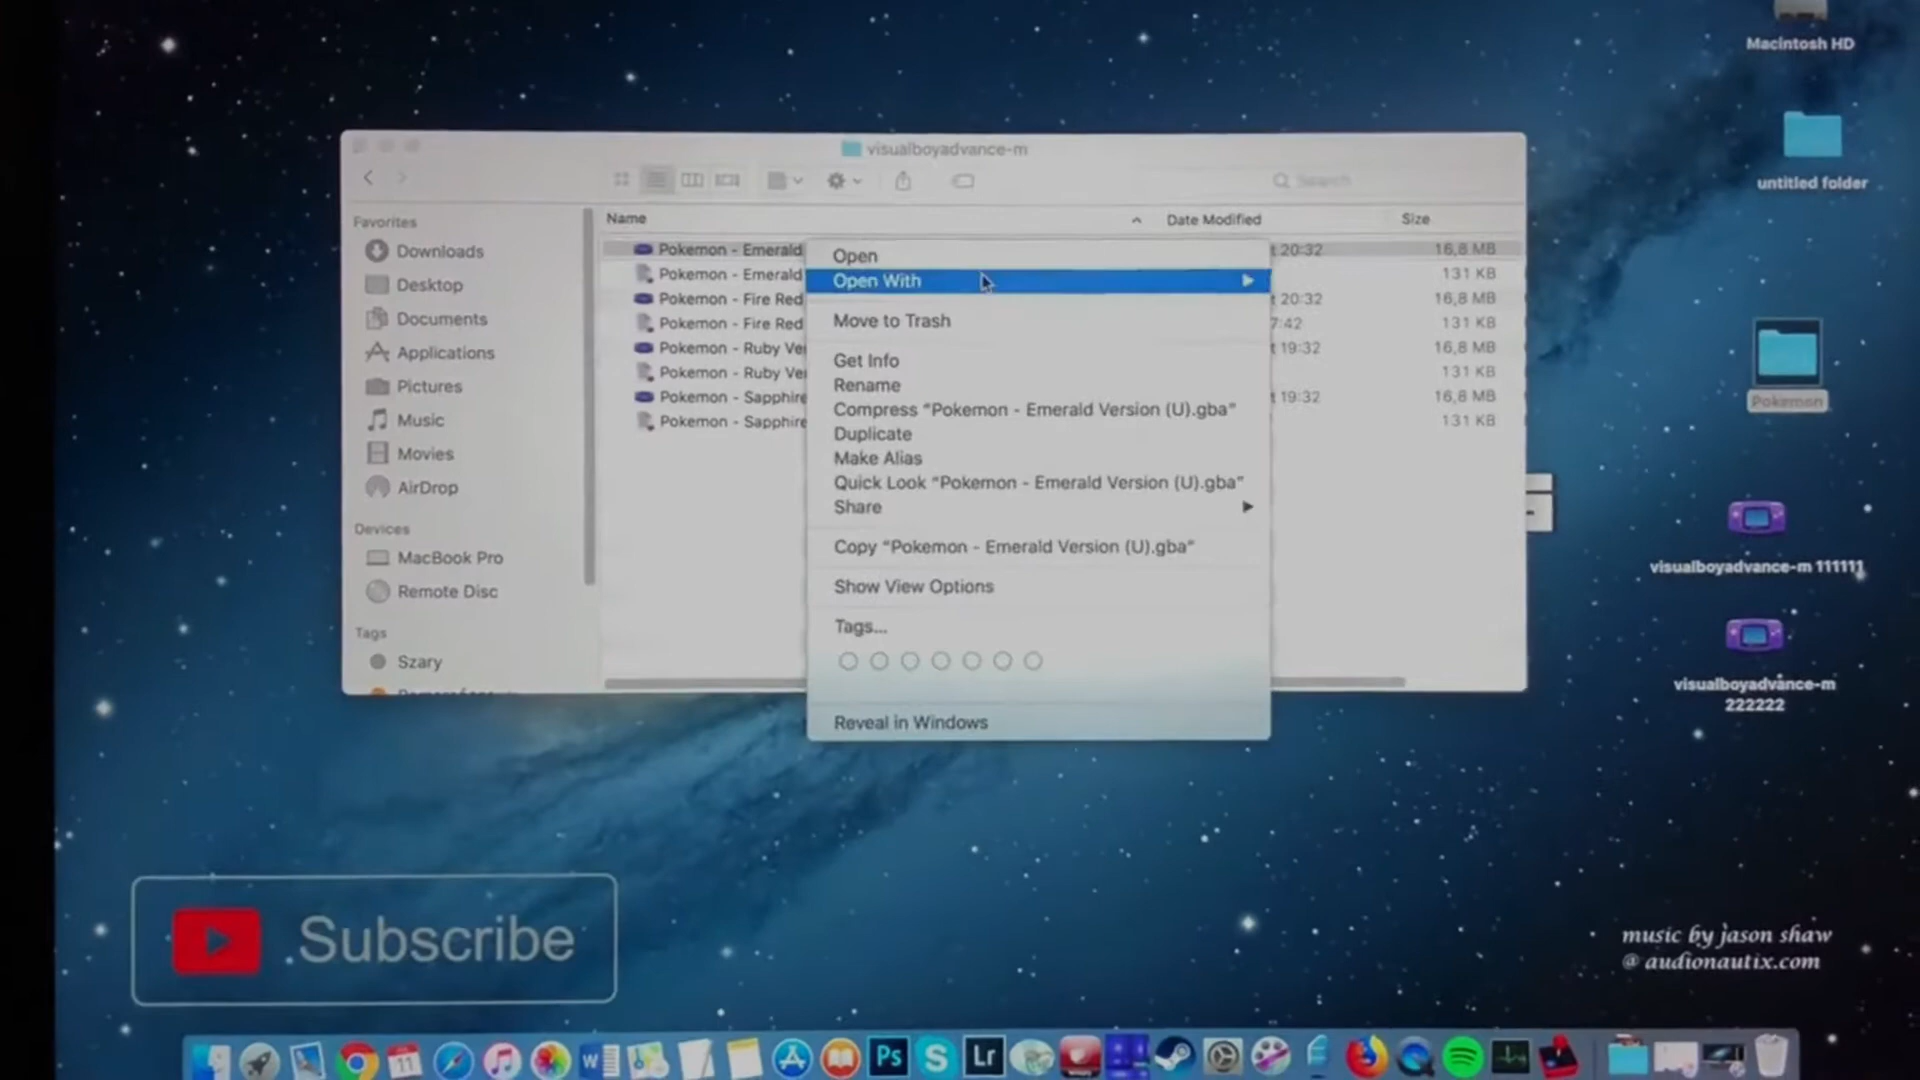 Macintosh HD
untitled folder
Pokemon
visualboyadvance-m 111111
visualboyadvance-m
222222
visualboyadvance-m
Search
Name
Date Modified
Size
Favorites
Downloads
Desktop
Documents
Applications
Pictures
Music
Movies
AirDrop
Devices
MacBook Pro
Remote Disc
Tags
Szary
Pokemon - Emerald 20:32 16,8 MB
Pokemon - Emerald 131 KB
Pokemon - Fire Red 20:32 16,8 MB
Pokemon - Fire Red 7:42 131 KB
Pokemon - Ruby Ve 19:32 16,8 MB
Pokemon - Ruby Ve 131 KB
Pokemon - Sapphire 19:32 16,8 MB
Pokemon - Sapphire 131 KB
Open
Open With
Move to Trash
Get Info
Rename
Compress "Pokemon - Emerald Version (U).gba"
Duplicate
Make Alias
Quick Look "Pokemon - Emerald Version (U).gba"
Share
Copy "Pokemon - Emerald Version (U).gba"
Show View Options
Tags...
Reveal in Windows
Subscribe
music by jason shaw
@ audionautix.com
11
W
Ps
S
Lr